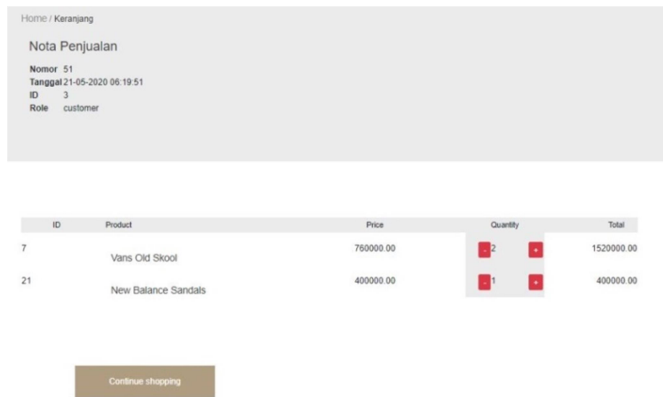 Home / Keranjang
Nota Penjualan
Nomor 51
Tanggal 21-05-2020 06:19:51
ID 3
Role customer
ID Product Price Quantity Total
7 Vans Old Skool 760000.00 - 2 + 1520000.00
21 New Balance Sandals 400000.00 - 1 + 400000.00
Continue shopping